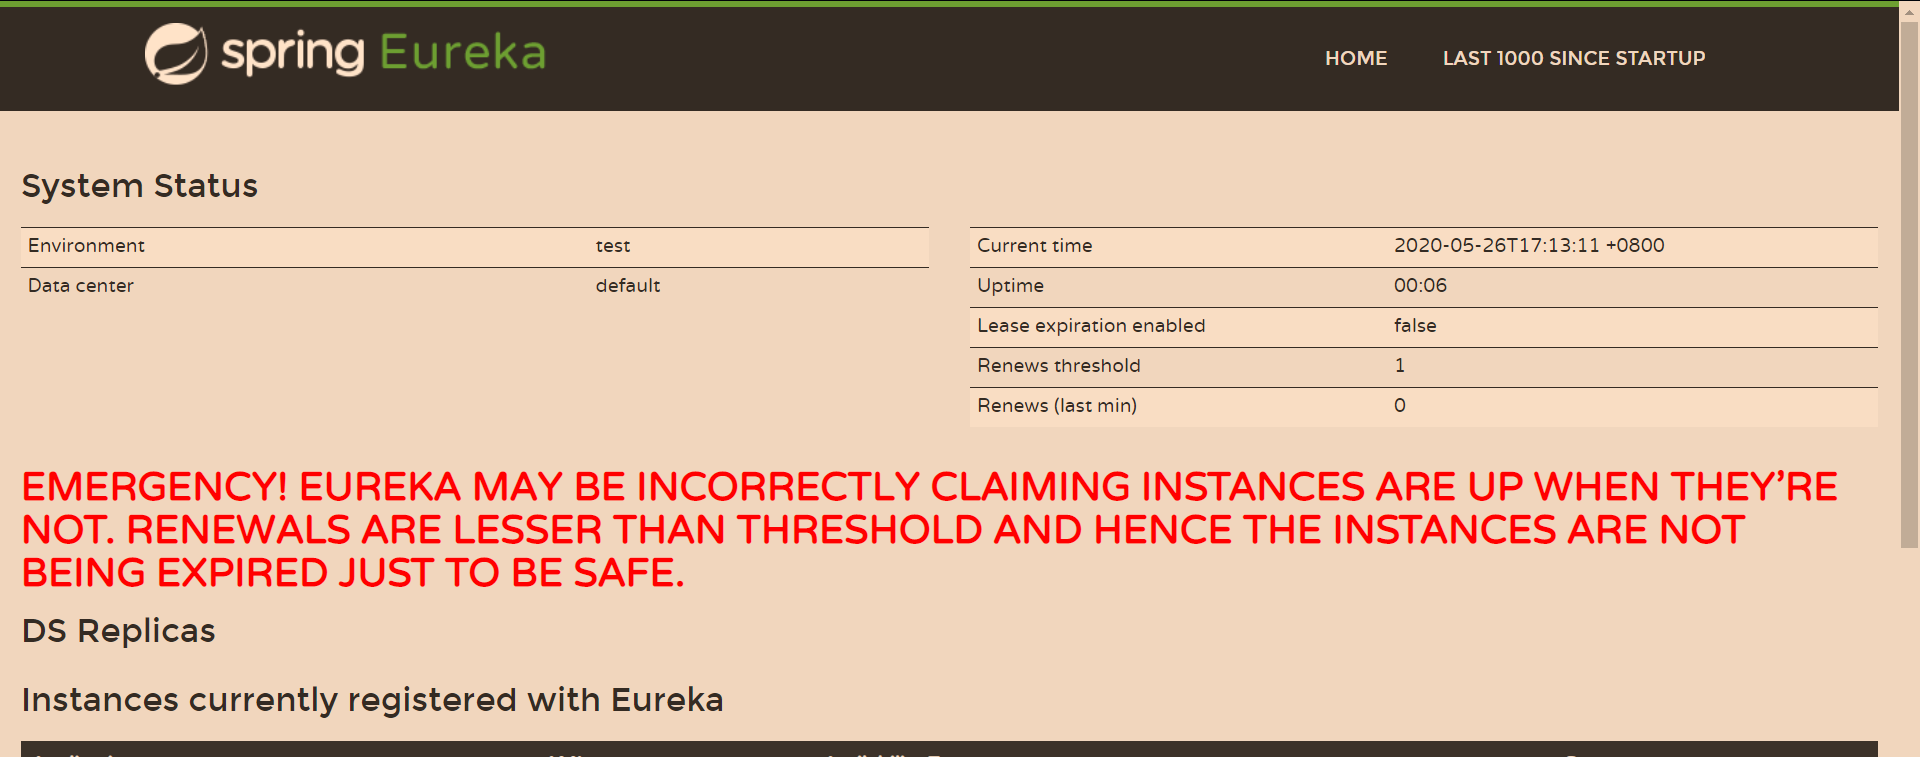 spring Eureka
HOME LAST 1000 SINCE STARTUP
System Status
Environment test
Data center default
Current time 2020-05-26T17:13:11 +0800
Uptime 00:06
Lease expiration enabled false
Renews threshold 1
Renews (last min) 0
EMERGENCY! EUREKA MAY BE INCORRECTLY CLAIMING INSTANCES ARE UP WHEN THEY'RE
NOT. RENEWALS ARE LESSER THAN THRESHOLD AND HENCE THE INSTANCES ARE NOT
BEING EXPIRED JUST TO BE SAFE.
DS Replicas
Instances currently registered with Eureka